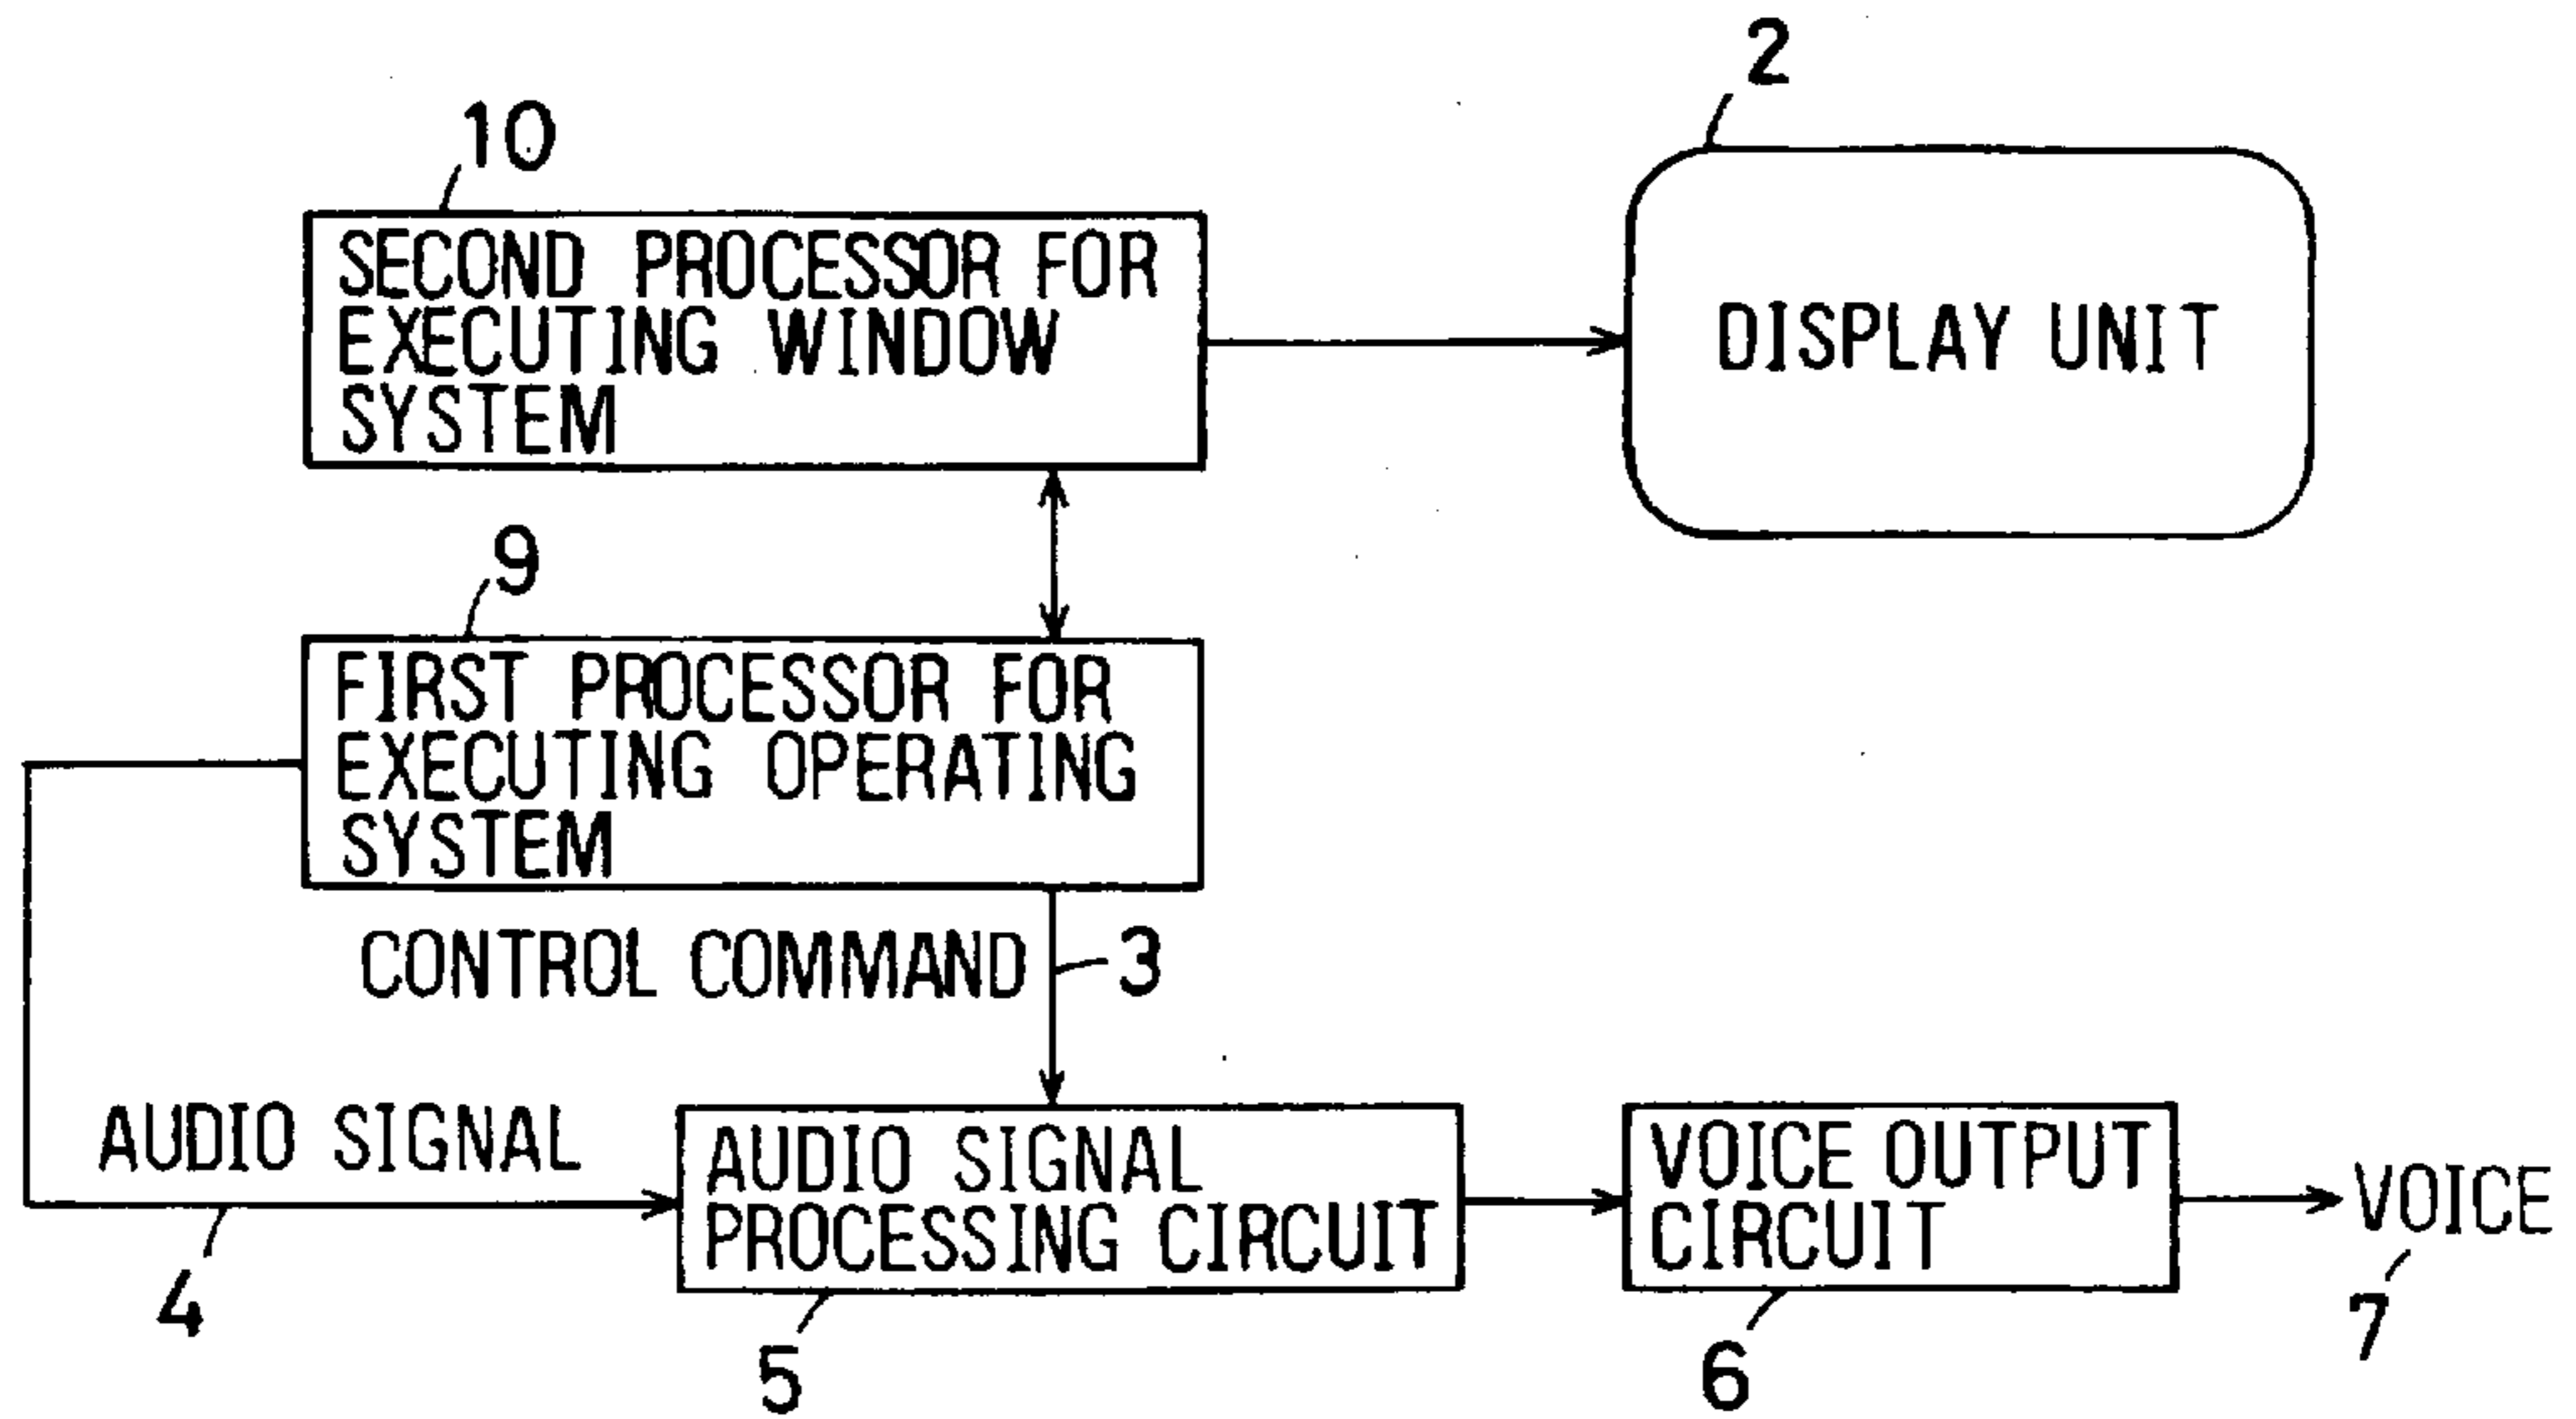 2
10
SECOND PROCESSOR FOR
EXECUTING WINDOW
SYSTEM
DISPLAY UNIT
9
FIRST PROCESSOR FOR
EXECUTING OPERATING
SYSTEM
CONTROL COMMAND
3
AUDIO SIGNAL
4
AUDIO SIGNAL
PROCESSING CIRCUIT
5
VOICE OUTPUT
CIRCUIT
6
VOICE
7